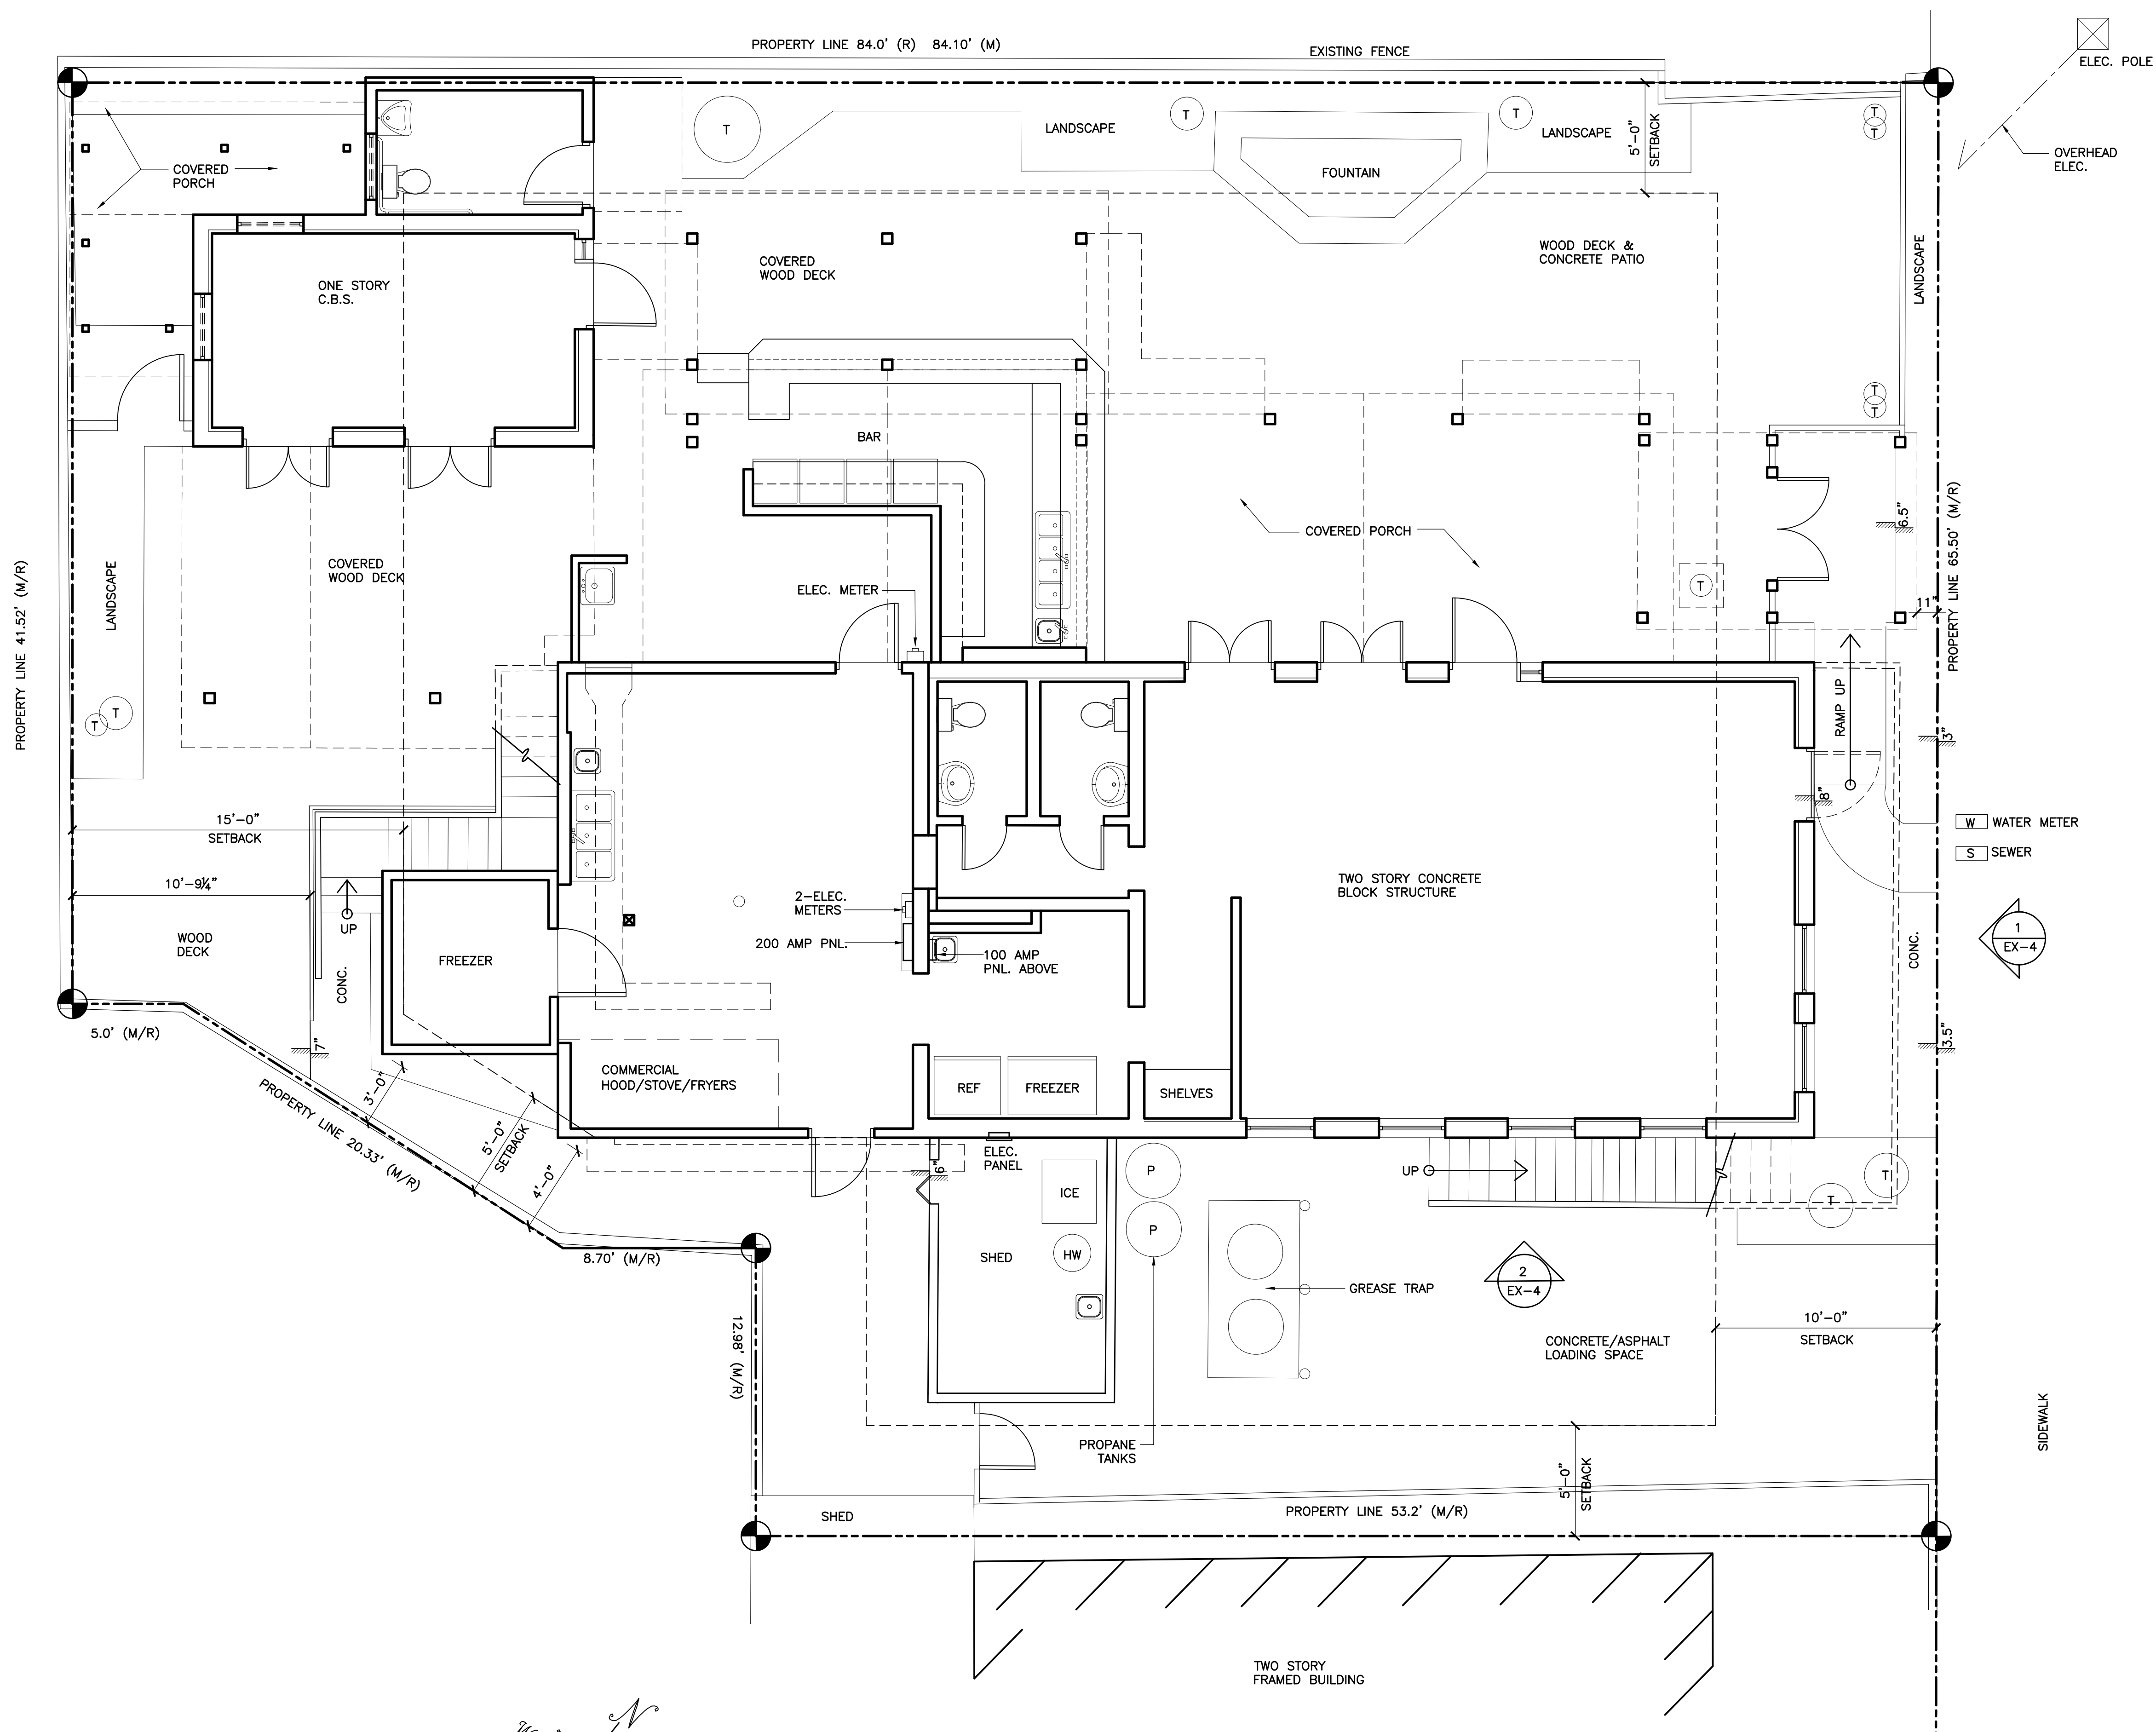 PROPERTY LINE 84.0' (R) 84.10' (M)
EXISTING FENCE
ELEC. POLE
OVERHEAD
ELEC.
COVERED
PORCH
T
LANDSCAPE
T
FOUNTAIN
T
LANDSCAPE
5'-0"
SETBACK
T
T
LANDSCAPE
ONE STORY
C.B.S.
COVERED
WOOD DECK
WOOD DECK &
CONCRETE PATIO
T
T
BAR
COVERED PORCH
6.5"
PROPERTY LINE 65.50' (M/R)
11"
T
PROPERTY LINE 41.52' (M/R)
LANDSCAPE
COVERED
WOOD DECK
ELEC. METER
T
T
RAMP UP
3"
8"
W
WATER METER
S
SEWER
15'-0"
SETBACK
10'-9¼"
UP
WOOD
DECK
CONC.
FREEZER
2-ELEC.
METERS
200 AMP PNL.
100 AMP
PNL. ABOVE
TWO STORY CONCRETE
BLOCK STRUCTURE
CONC.
1
EX-4
3.5"
5.0' (M/R)
7"
PROPERTY LINE 20.33' (M/R)
3'-0"
5'-0"
SETBACK
4'-0"
COMMERCIAL
HOOD/STOVE/FRYERS
REF
FREEZER
SHELVES
ELEC.
PANEL
6"
ICE
P
P
HW
SHED
UP
T
T
8.70' (M/R)
12.98' (M/R)
GREASE TRAP
2
EX-4
CONCRETE/ASPHALT
LOADING SPACE
10'-0"
SETBACK
PROPANE
TANKS
SIDEWALK
5'-0"
SETBACK
SHED
PROPERTY LINE 53.2' (M/R)
TWO STORY
FRAMED BUILDING
N